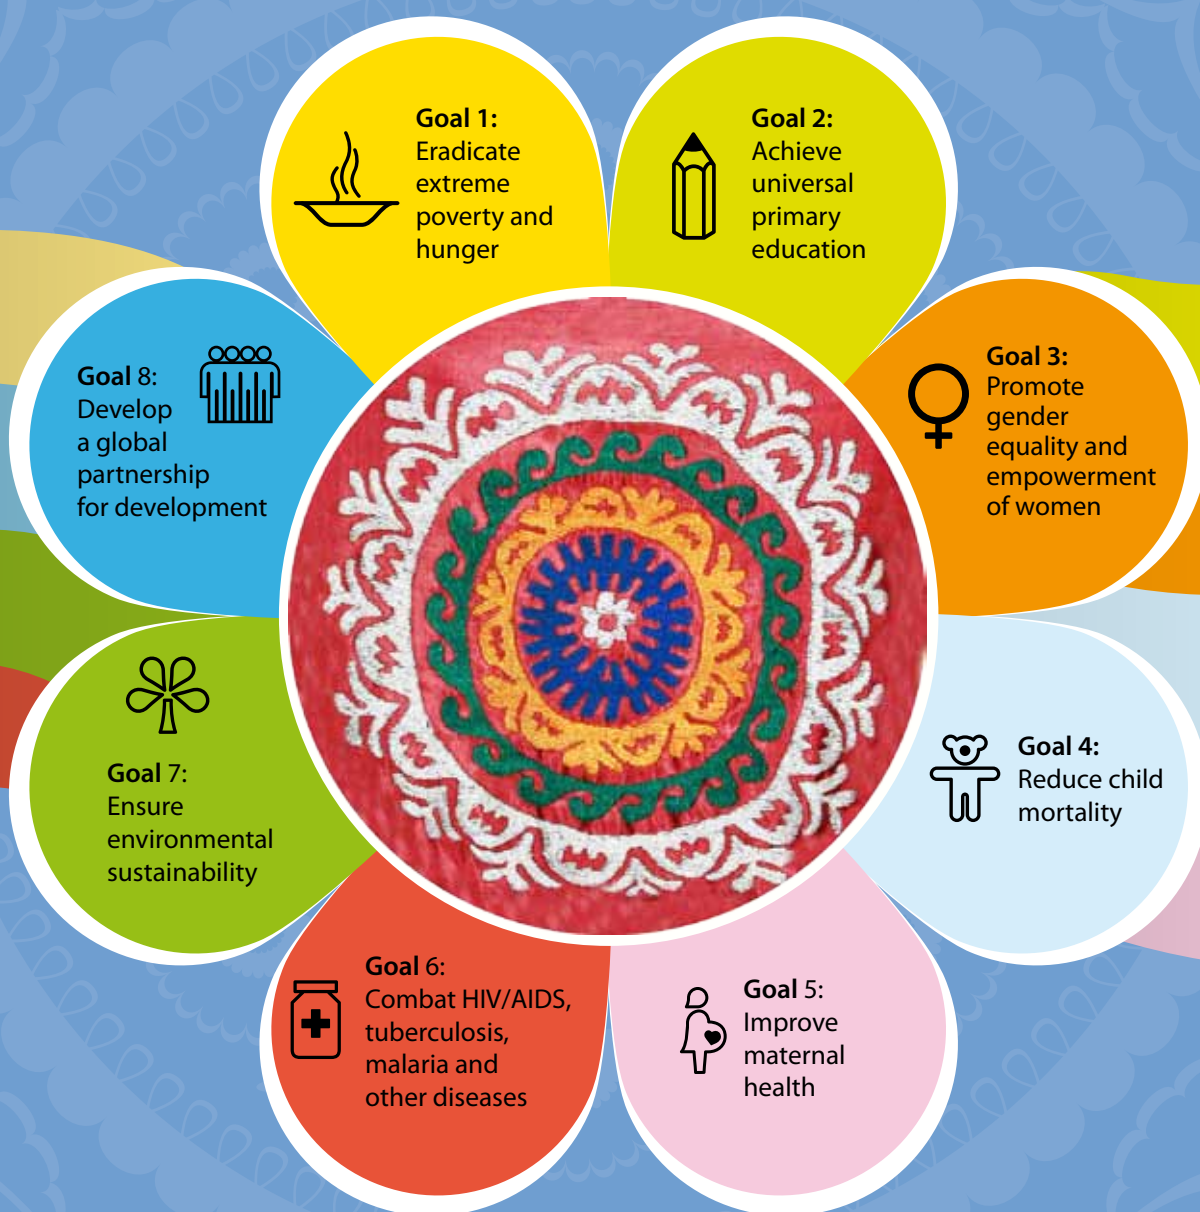 Goal 1:
Eradicate
extreme
poverty and
hunger
Goal 2:
Achieve
universal
primary
education
Goal 3:
Promote
gender
equality and
empowerment
of women
Goal 4:
Reduce child
mortality
Goal 5:
Improve
maternal
health
Goal 6:
Combat HIV/AIDS,
tuberculosis,
malaria and
other diseases
Goal 7:
Ensure
environmental
sustainability
Goal 8:
Develop
a global
partnership
for development